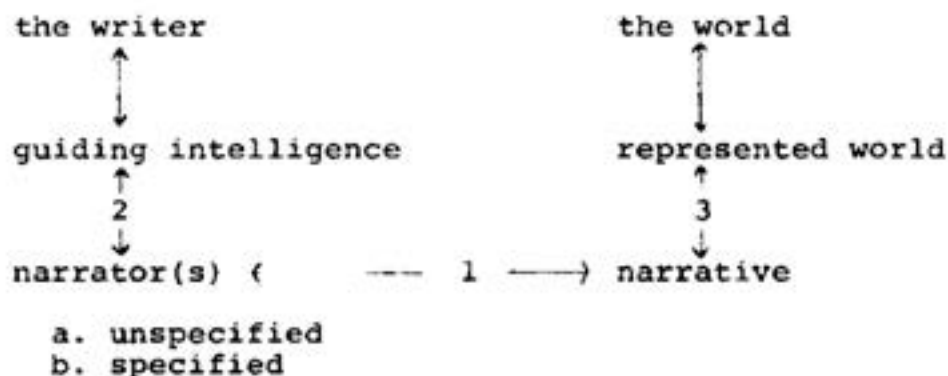 the writer the world
guiding intelligence represented world
2 3
narrator(s) 1 narrative
a. unspecified
b. specified